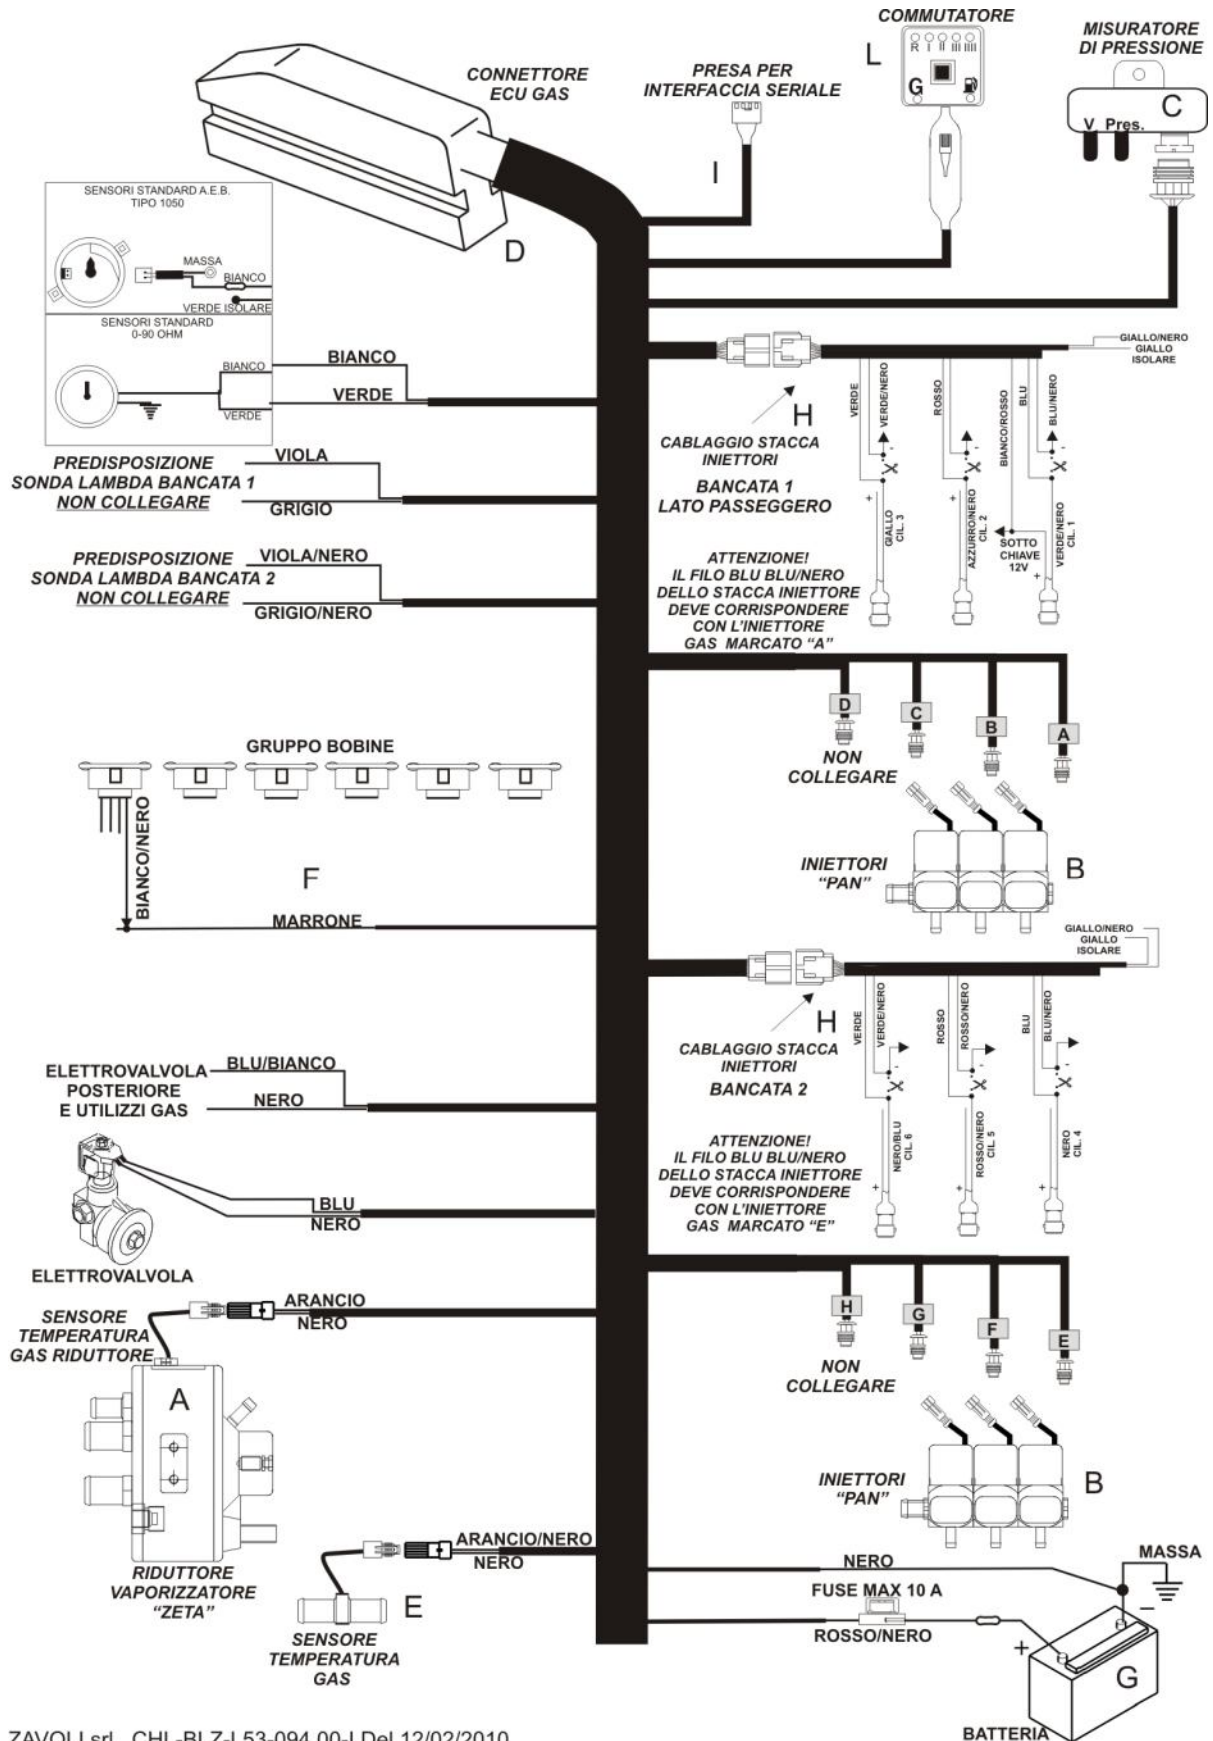 COMMUTATORE
L
R I II III IIII
G
MISURATORE
DI PRESSIONE
C
V Pres.
CONNETTORE
ECU GAS
D
PRESA PER
INTERFACCIA SERIALE
I
SENSORI STANDARD A.E.B.
TIPO 1050
MASSA
BIANCO
VERDE ISOLARE
SENSORI STANDARD
0-90 OHM
BIANCO
VERDE
BIANCO
VERDE
GIALLO/NERO
GIALLO
ISOLARE
H
CABLAGGIO STACCA
INIETTORI
BANCATA 1
LATO PASSEGGERO
VERDE
VERDE/NERO
ROSSO
BIANCO/ROSSO
BLU
BLU/NERO
- - -
+ + +
GIALLO
CIL. 3
AZZURRO/NERO
CIL. 2
SOTTO
CHIAVE
12V
VERDE/NERO
CIL. 1
PREDISPOSIZIONE
SONDA LAMBDA BANCATA 1
NON COLLEGARE
VIOLA
GRIGIO
PREDISPOSIZIONE
SONDA LAMBDA BANCATA 2
NON COLLEGARE
VIOLA/NERO
GRIGIO/NERO
ATTENZIONE!
IL FILO BLU BLU/NERO
DELLO STACCA INIETTORE
DEVE CORRISPONDERE
CON L'INIETTORE
GAS MARCATO “A”
D
C
B
A
NON
COLLEGARE
GRUPPO BOBINE
BIANCO/NERO
F
MARRONE
INIETTORI
“PAN”
B
GIALLO/NERO
GIALLO
ISOLARE
H
CABLAGGIO STACCA
INIETTORI
BANCATA 2
VERDE
VERDE/NERO
ROSSO
ROSSO/NERO
BLU
BLU/NERO
- - -
+ + +
NERO/BLU
CIL. 6
ROSSO/NERO
CIL. 5
NERO
CIL. 4
ELETTROVALVOLA
POSTERIORE
E UTILIZZI GAS
BLU/BIANCO
NERO
ATTENZIONE!
IL FILO BLU BLU/NERO
DELLO STACCA INIETTORE
DEVE CORRISPONDERE
CON L'INIETTORE
GAS MARCATO “E”
BLU
NERO
ELETTROVALVOLA
SENSORE
TEMPERATURA
GAS RIDUTTORE
ARANCIO
NERO
H
G
F
E
NON
COLLEGARE
A
RIDUTTORE
VAPORIZZATORE
“ZETA”
INIETTORI
“PAN”
B
ARANCIO/NERO
NERO
E
SENSORE
TEMPERATURA
GAS
NERO
MASSA
FUSE MAX 10 A
ROSSO/NERO
+
−
G
BATTERIA